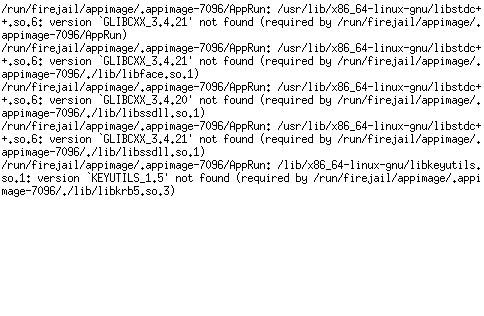 /run/firejail/appimage/.appimage-7096/AppRun: /usr/lib/x86_64-linux-gnu/libstdc+
+.so.6: version `GLIBCXX_3.4.21' not found (required by /run/firejail/appimage/.
appimage-7096/AppRun)
/run/firejail/appimage/.appimage-7096/AppRun: /usr/lib/x86_64-linux-gnu/libstdc+
+.so.6: version `GLIBCXX_3.4.21' not found (required by /run/firejail/appimage/.
appimage-7096/./lib/libface.so.1)
/run/firejail/appimage/.appimage-7096/AppRun: /usr/lib/x86_64-linux-gnu/libstdc+
+.so.6: version `GLIBCXX_3.4.20' not found (required by /run/firejail/appimage/.
appimage-7096/./lib/libssdll.so.1)
/run/firejail/appimage/.appimage-7096/AppRun: /usr/lib/x86_64-linux-gnu/libstdc+
+.so.6: version `GLIBCXX_3.4.21' not found (required by /run/firejail/appimage/.
appimage-7096/./lib/libssdll.so.1)
/run/firejail/appimage/.appimage-7096/AppRun: /lib/x86_64-linux-gnu/libkeyutils.
so.1: version `KEYUTILS_1.5' not found (required by /run/firejail/appimage/.appi
mage-7096/./lib/libkrb5.so.3)